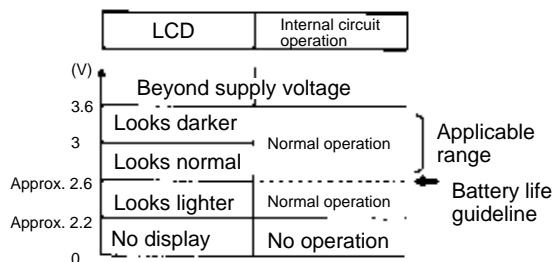 LCD
Internal circuit
operation
(V)
Beyond supply voltage
3.6
Looks darker
Normal operation
3
Looks normal
Applicable
range
Approx. 2.6
Battery life
guideline
Looks lighter
Normal operation
Approx. 2.2
No display
No operation
0